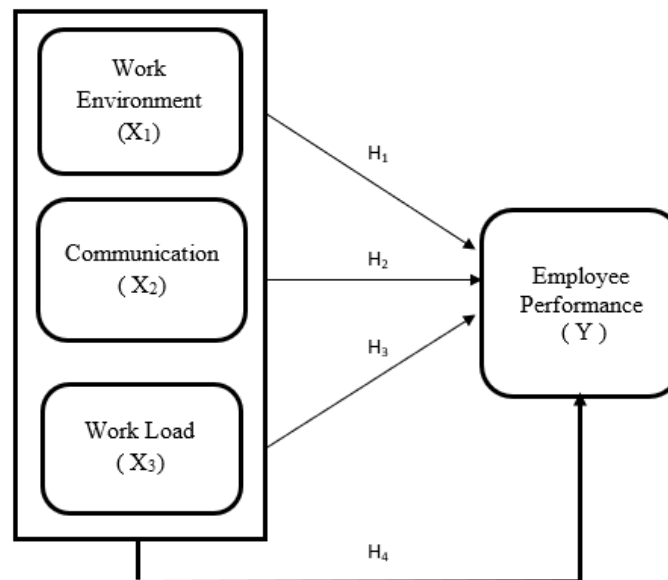 Work
Environment
(X₁)
H₁
Communication
( X₂)
H₂
Employee
Performance
( Y )
H₃
Work Load
( X₃)
H₄